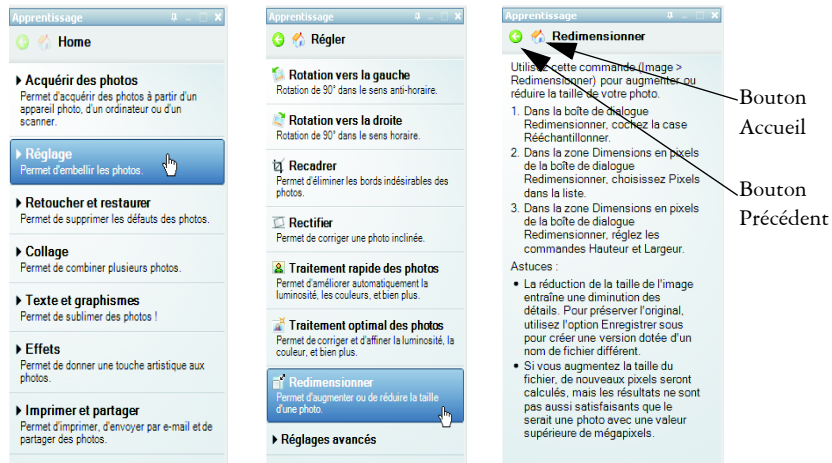 Apprentissage
Home
Acquérir des photos
Permet d'acquérir des photos à partir d'un
appareil photo, d'un ordinateur ou d'un
scanner.
Réglage
Permet d'embellir les photos.
Retoucher et restaurer
Permet de supprimer les défauts des photos.
Collage
Permet de combiner plusieurs photos.
Texte et graphismes
Permet de sublimer des photos !
Effets
Permet de donner une touche artistique aux
photos.
Imprimer et partager
Permet d'imprimer, d'envoyer par e-mail et de
partager des photos.
Apprentissage
Régler
Rotation vers la gauche
Rotation de 90° dans le sens anti-horaire.
Rotation vers la droite
Rotation de 90° dans le sens horaire.
Recadrer
Permet d'éliminer les bords indésirables des
photos.
Rectifier
Permet de corriger une photo inclinée.
Traitement rapide des photos
Permet d'améliorer automatiquement la
luminosité, les couleurs, et bien plus.
Traitement optimal des photos
Permet de corriger et d'affiner la luminosité, la
couleur, et bien plus.
Redimensionner
Permet d'augmenter ou de réduire la taille
d'une photo.
Réglages avancés
Apprentissage
Redimensionner
Utilisez cette commande (Image >
Redimensionner) pour augmenter ou
réduire la taille de votre photo.
1. Dans la boîte de dialogue
Redimensionner, cochez la case
Rééchantillonner.
2. Dans la zone Dimensions en pixels
de la boîte de dialogue
Redimensionner, choisissez Pixels
dans la liste.
3. Dans la zone Dimensions en pixels
de la boîte de dialogue
Redimensionner, réglez les
commandes Hauteur et Largeur.
Astuces :
• La réduction de la taille de l'image
entraîne une diminution des
détails. Pour préserver l'original,
utilisez l'option Enregistrer sous
pour créer une version dotée d'un
nom de fichier différent.
• Si vous augmentez la taille du
fichier, de nouveaux pixels seront
calculés, mais les résultats ne sont
pas aussi satisfaisants que le
serait une photo avec une valeur
supérieure de mégapixels.
Bouton
Accueil
Bouton
Précédent